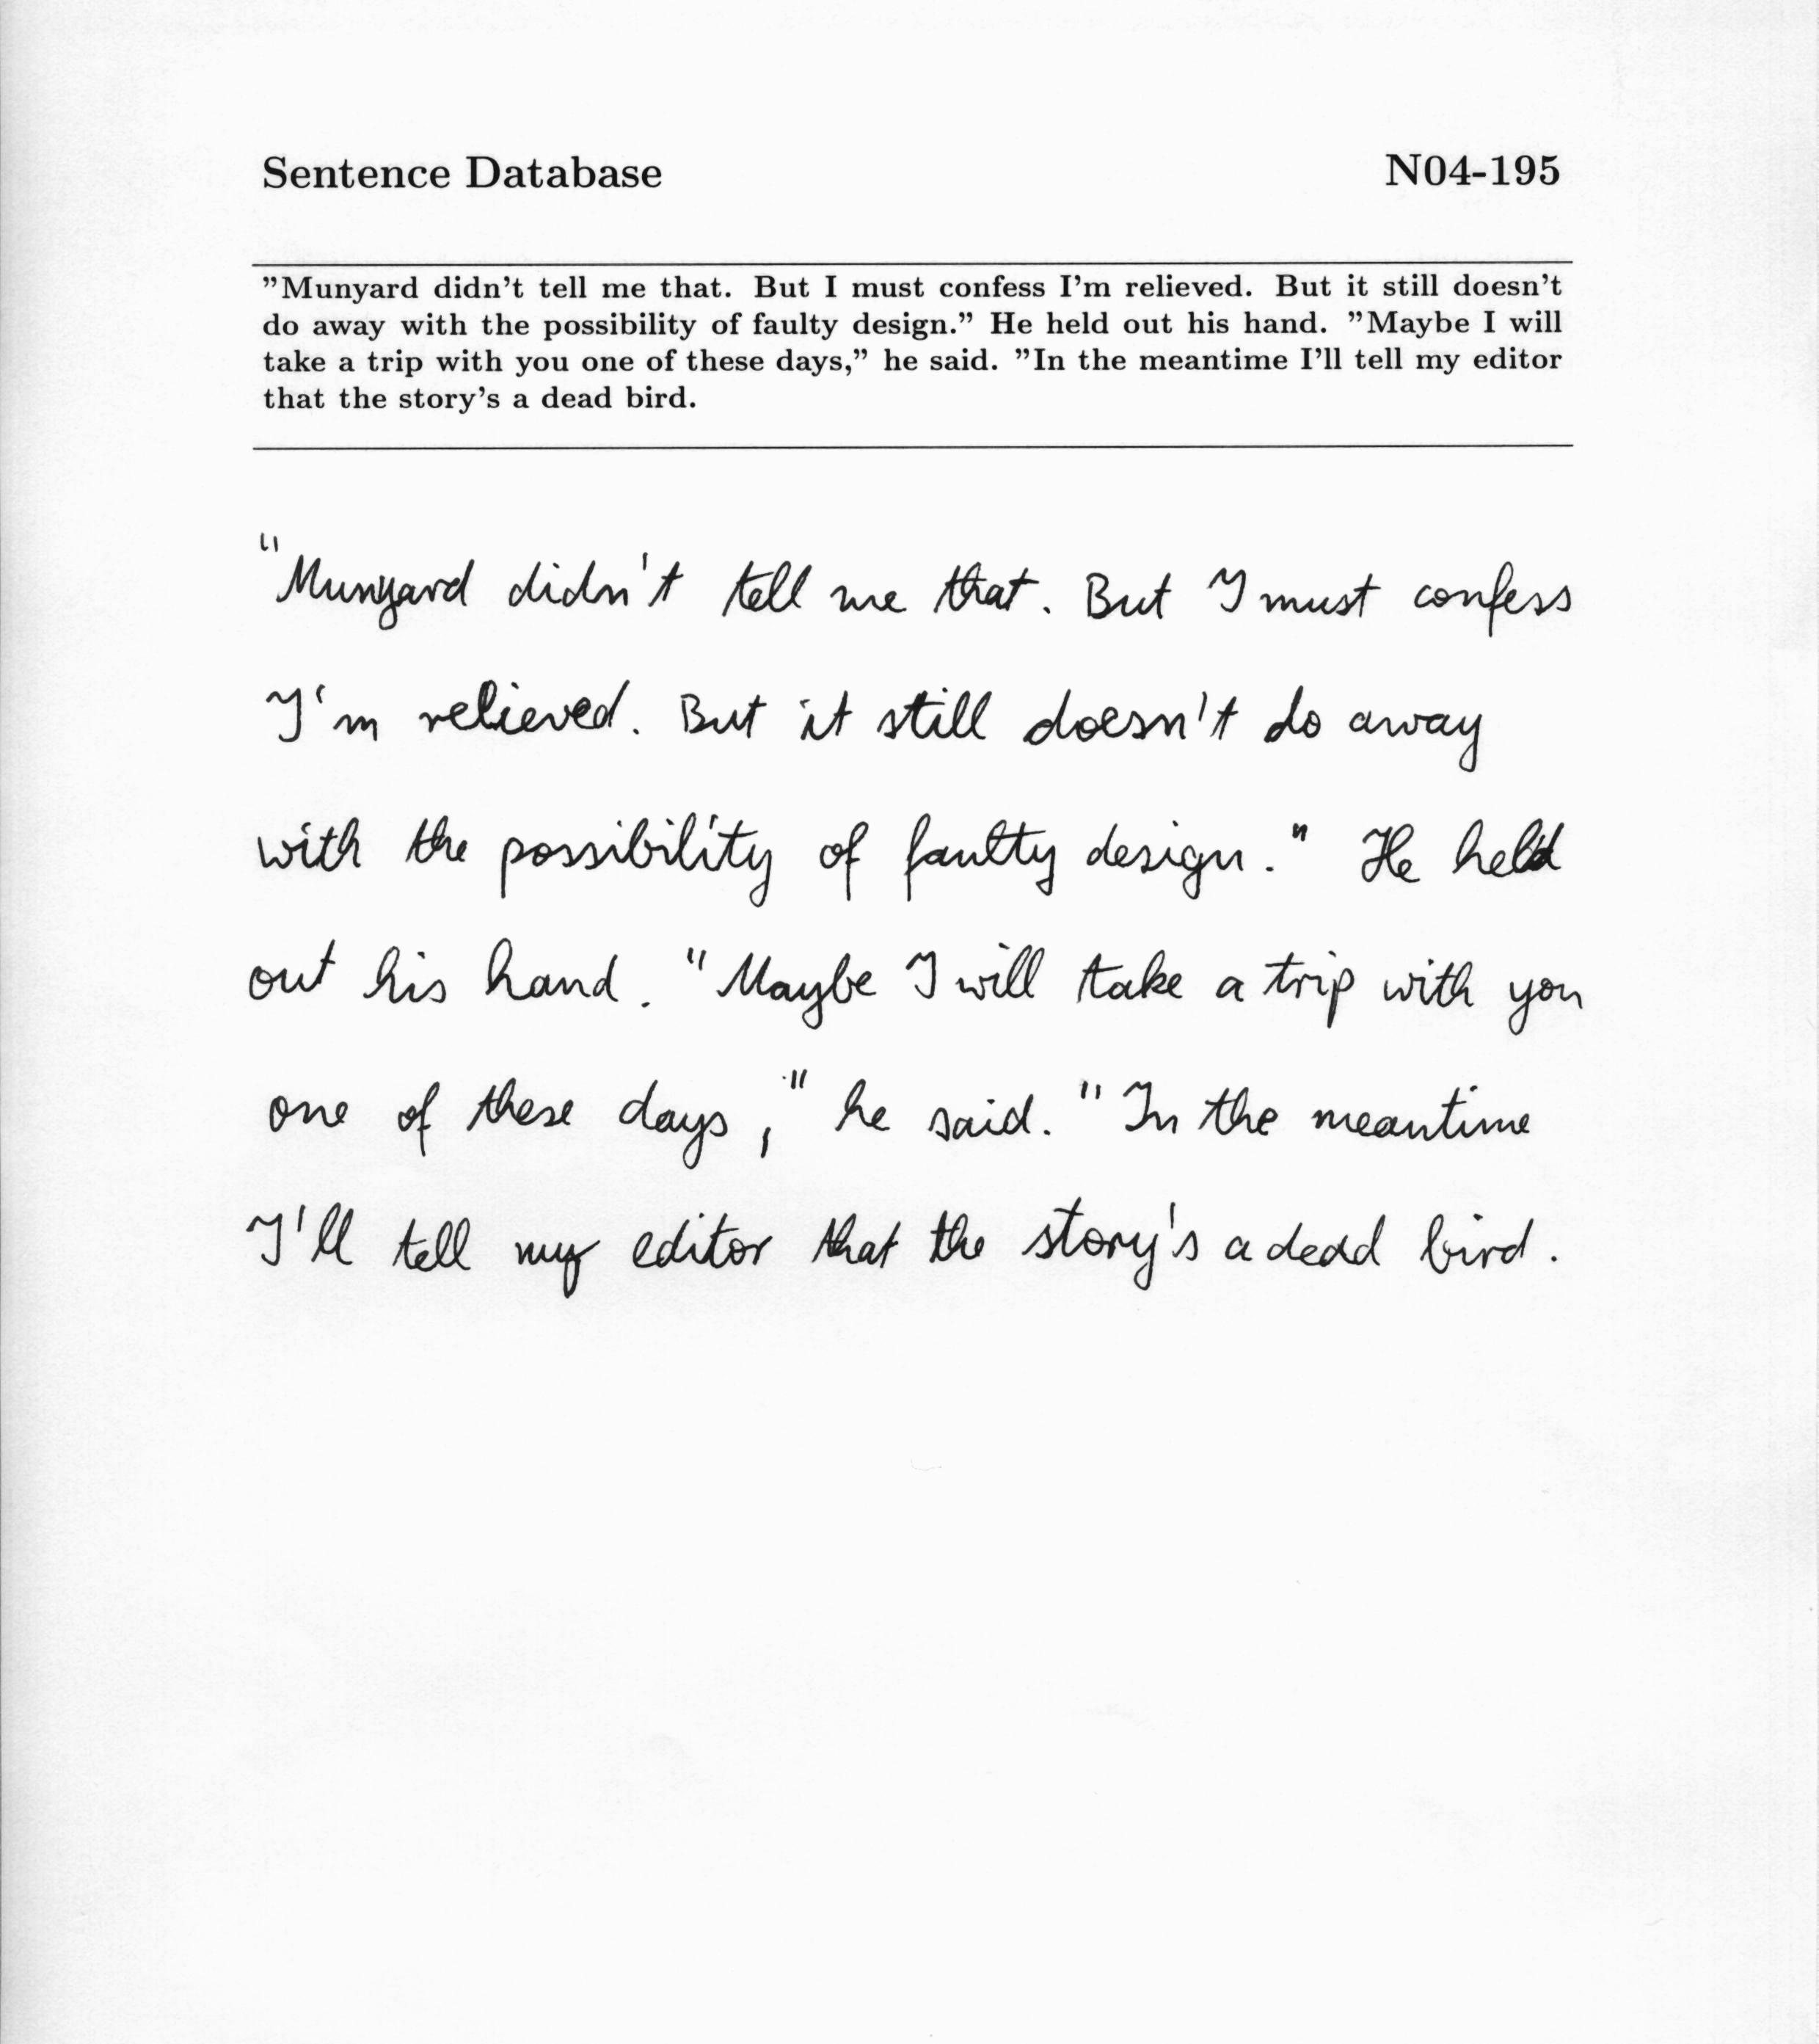 Sentence Database N04-195
"Munyard didn't tell me that. But I must confess I'm relieved. But it still doesn't
do away with the possibility of faulty design." He held out his hand. "Maybe I will
take a trip with you one of these days," he said. "In the meantime I'll tell my editor
that the story's a dead bird.
"Munyard didn't tell me that. But I must confess
I'm relieved. But it still doesn't do away
with the possibility of faulty design." He held
out his hand. "Maybe I will take a trip with you
one of these days," he said. "In the meantime
I'll tell my editor that the story's a dead bird.